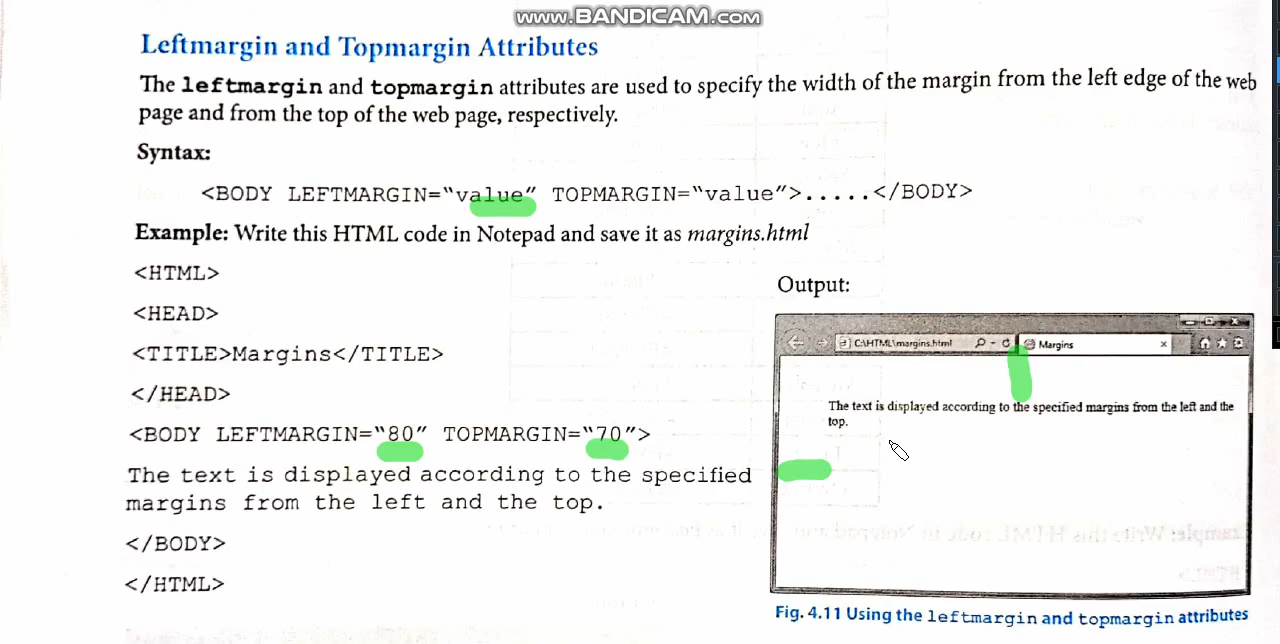 www.BANDICAM.com
Leftmargin and Topmargin Attributes
The leftmargin and topmargin attributes are used to specify the width of the margin from the left edge of the web
page and from the top of the web page, respectively.
Syntax:
<BODY LEFTMARGIN="value" TOPMARGIN="value">.....</BODY>
Example: Write this HTML code in Notepad and save it as margins.html
<HTML>
<HEAD>
<TITLE>Margins</TITLE>
</HEAD>
<BODY LEFTMARGIN="80" TOPMARGIN="70">
The text is displayed according to the specified
margins from the left and the top.
</BODY>
</HTML>
Output:
C:\HTML\margins.html
Margins
The text is displayed according to the specified margins from the left and the
top.
Fig. 4.11 Using the leftmargin and topmargin attributes